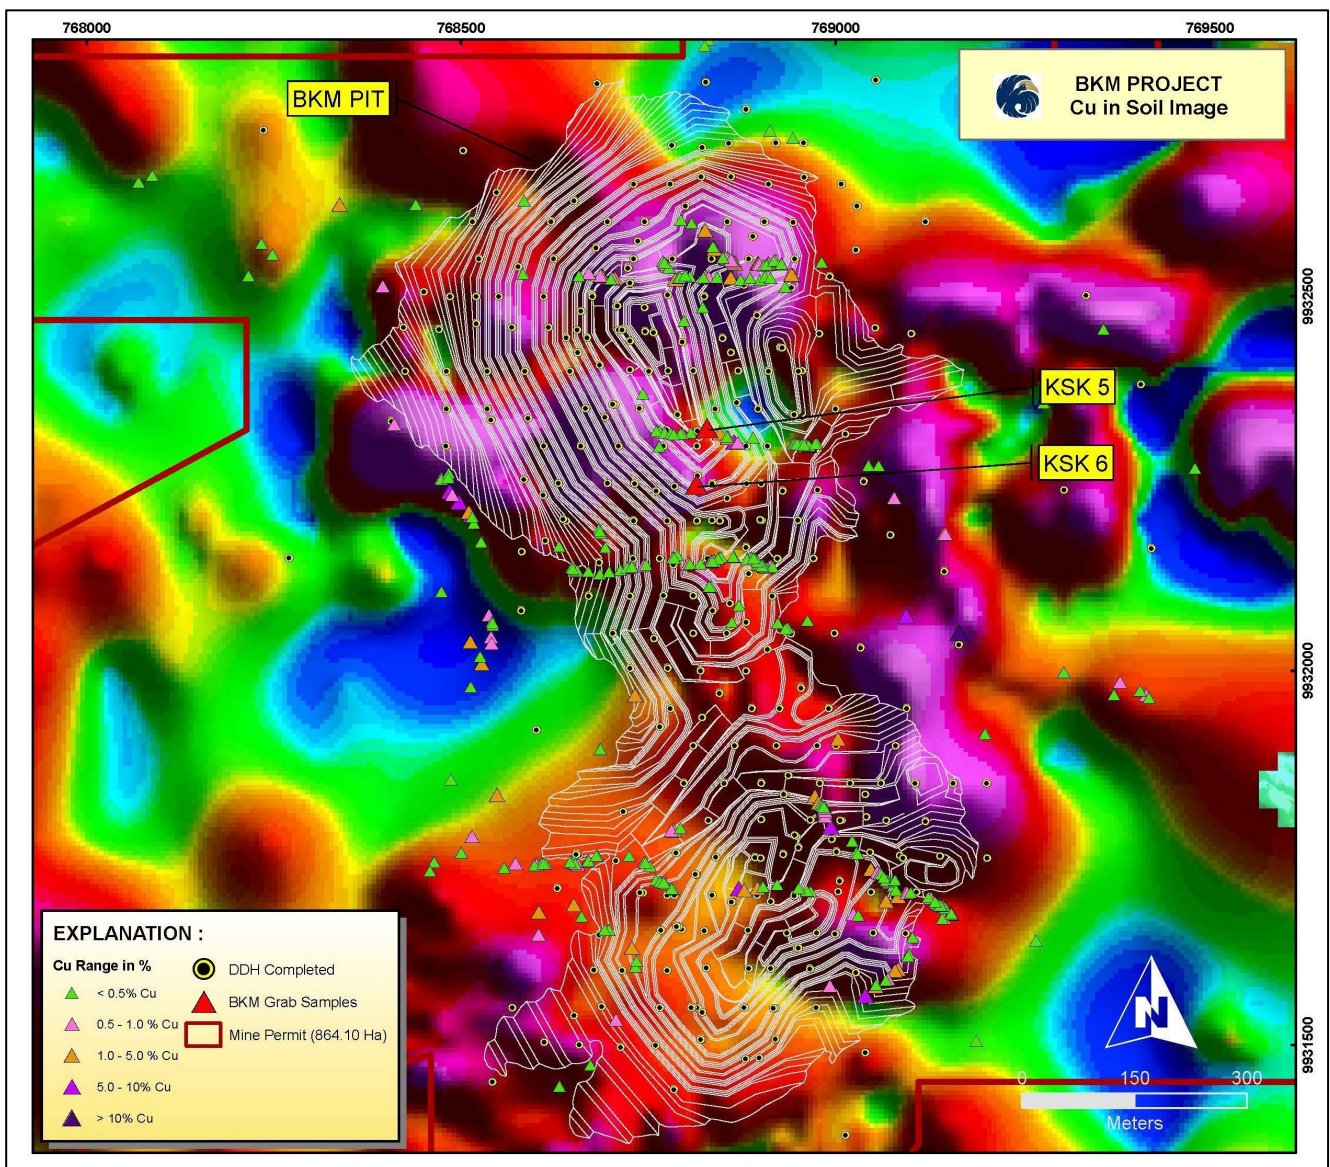 768000
768500
769000
769500
BKM PIT
BKM PROJECT
Cu in Soil Image
9932500
KSK 5
KSK 6
9932000
9931500
EXPLANATION :
Cu Range in %
< 0.5% Cu
0.5 - 1.0 % Cu
1.0 - 5.0 % Cu
5.0 - 10% Cu
> 10% Cu
DDH Completed
BKM Grab Samples
Mine Permit (864.10 Ha)
N
0 150 300
Meters